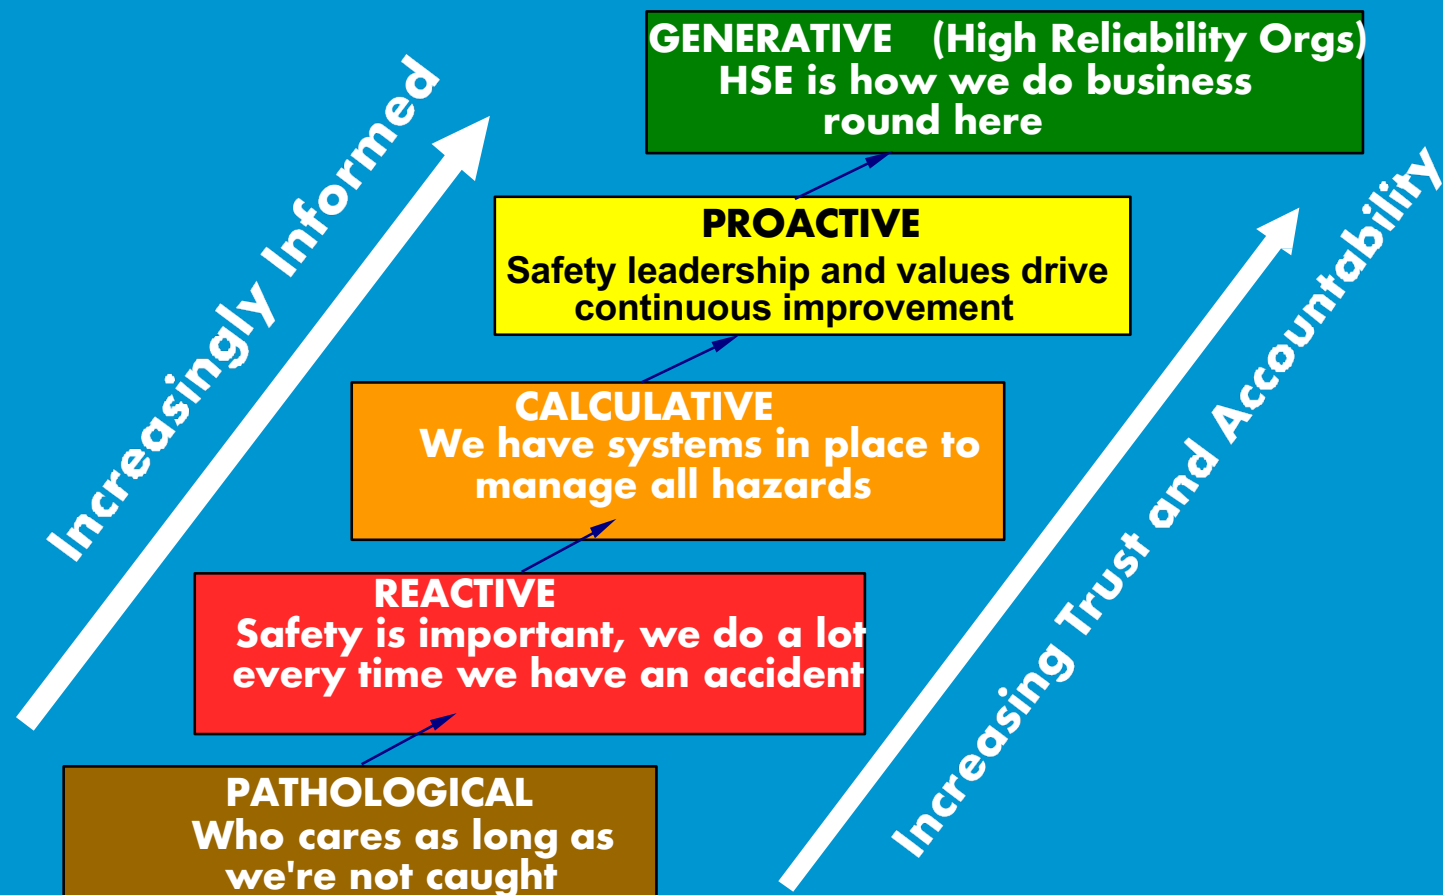 GENERATIVE (High Reliability Orgs)
HSE is how we do business
round here
PROACTIVE
Safety leadership and values drive
continuous improvement
CALCULATIVE
We have systems in place to
manage all hazards
REACTIVE
Safety is important, we do a lot
every time we have an accident
PATHOLOGICAL
Who cares as long as
we're not caught
Increasingly Informed
Increasing Trust and Accountability